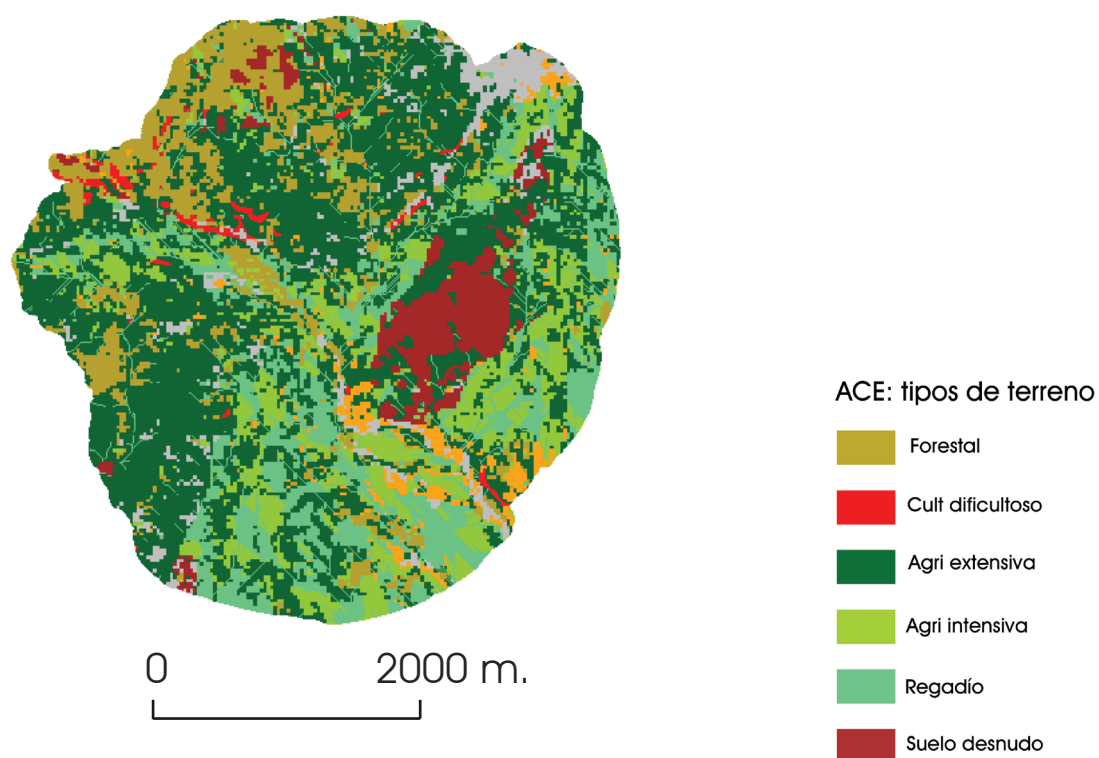 ACE: tipos de terreno
Forestal
Cult dificultoso
Agri extensiva
Agri intensiva
Regadío
Suelo desnudo
0 2000 m.